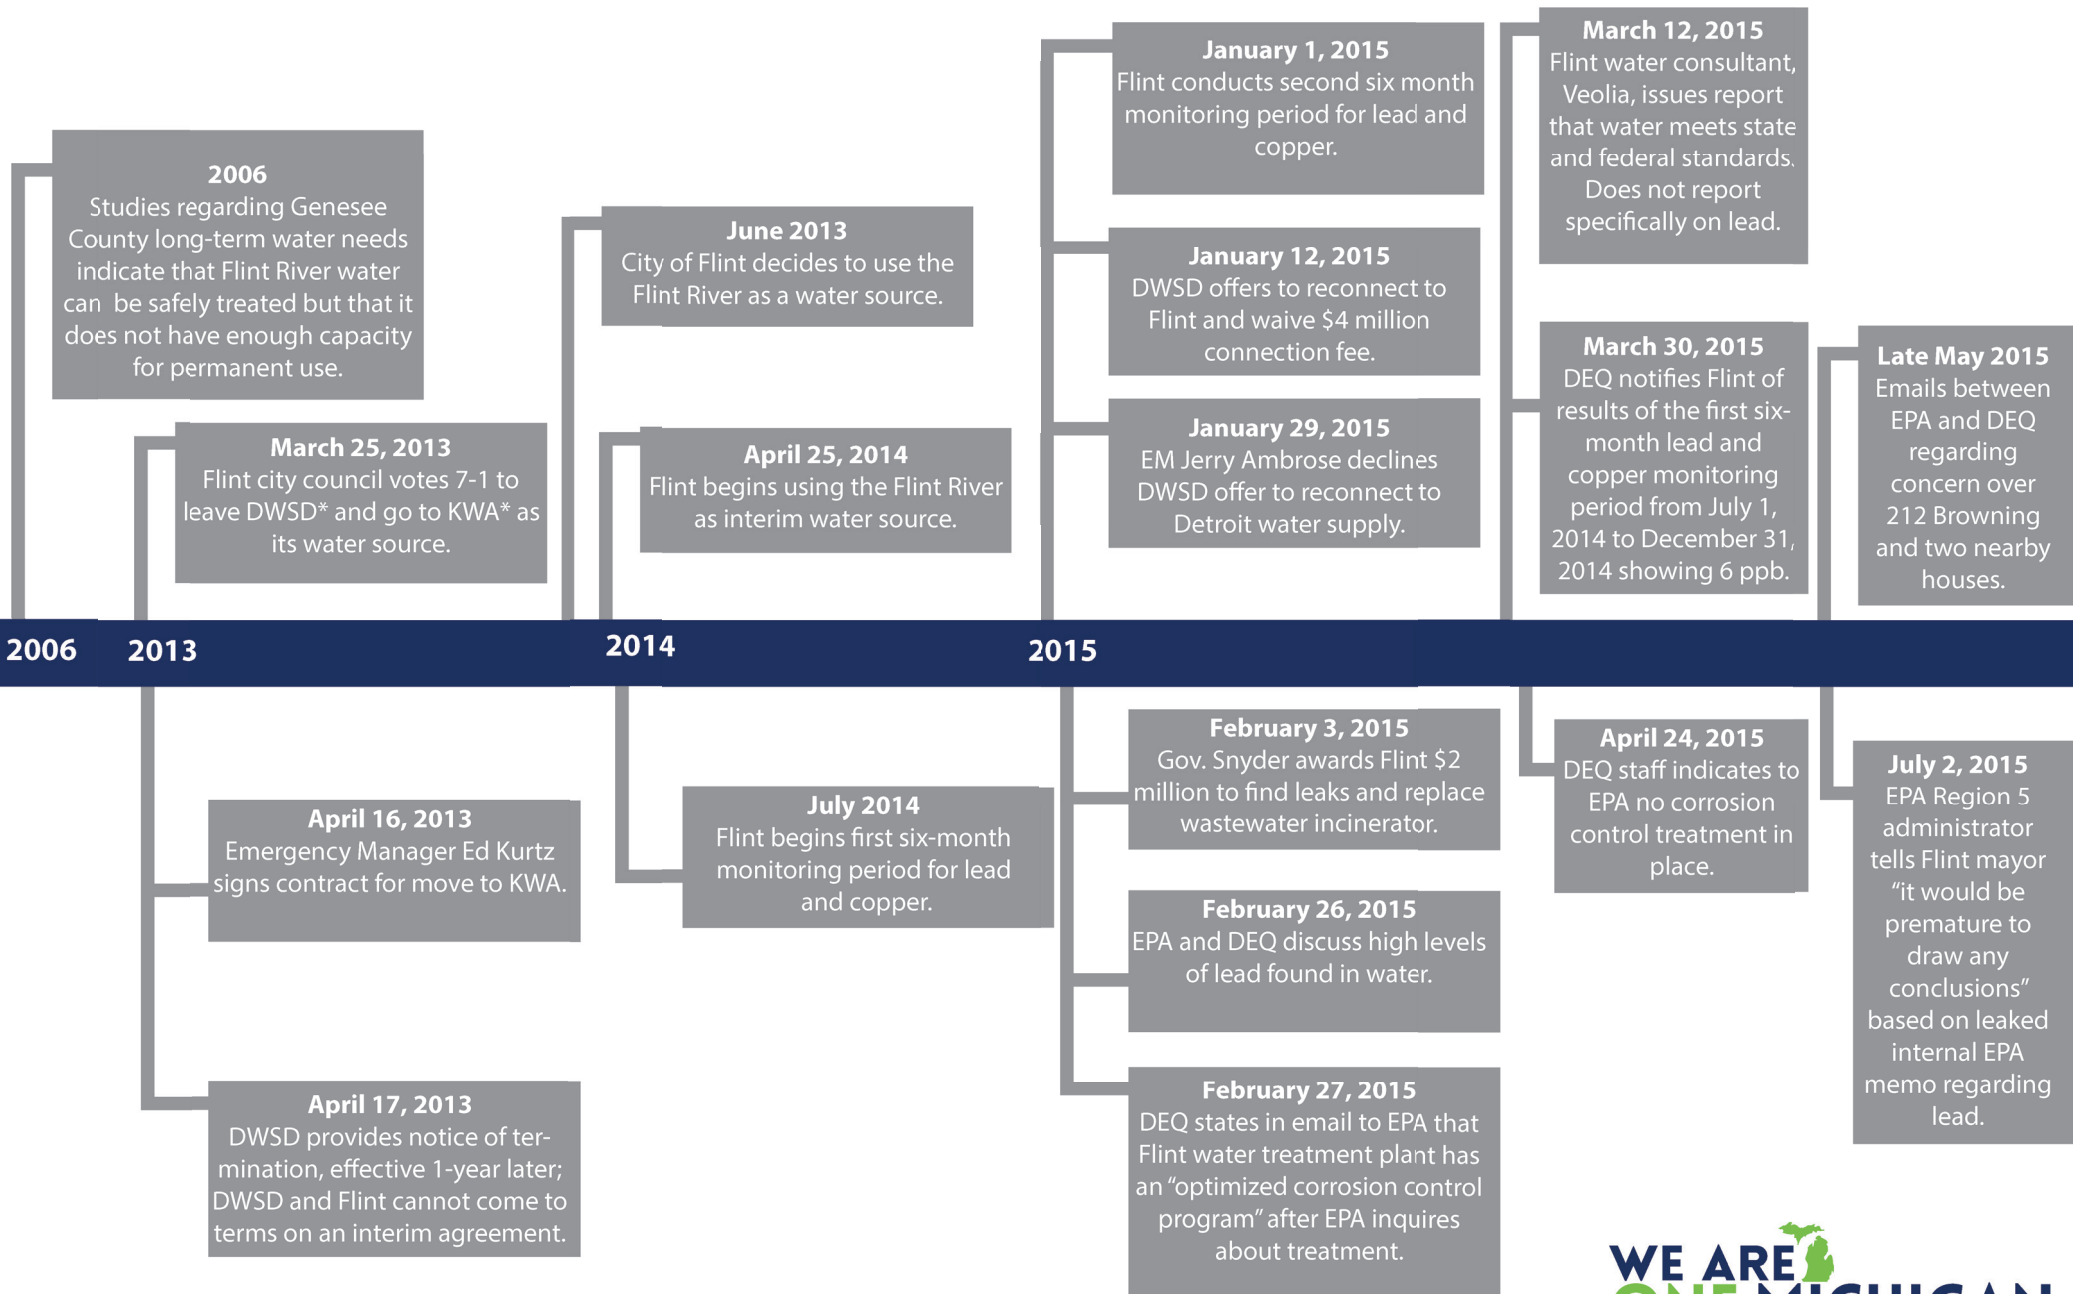 2006
Studies regarding Genesee
County long-term water needs
indicate that Flint River water
can be safely treated but that it
does not have enough capacity
for permanent use.
March 25, 2013
Flint city council votes 7-1 to
leave DWSD* and go to KWA* as
its water source.
June 2013
City of Flint decides to use the
Flint River as a water source.
April 25, 2014
Flint begins using the Flint River
as interim water source.
January 1, 2015
Flint conducts second six month
monitoring period for lead and
copper.
January 12, 2015
DWSD offers to reconnect to
Flint and waive $4 million
connection fee.
January 29, 2015
EM Jerry Ambrose declines
DWSD offer to reconnect to
Detroit water supply.
March 12, 2015
Flint water consultant,
Veolia, issues report
that water meets state
and federal standards.
Does not report
specifically on lead.
March 30, 2015
DEQ notifies Flint of
results of the first six-
month lead and
copper monitoring
period from July 1,
2014 to December 31,
2014 showing 6 ppb.
Late May 2015
Emails between
EPA and DEQ
regarding
concern over
212 Browning
and two nearby
houses.
2006 2013 2014 2015
April 16, 2013
Emergency Manager Ed Kurtz
signs contract for move to KWA.
April 17, 2013
DWSD provides notice of ter-
mination, effective 1-year later;
DWSD and Flint cannot come to
terms on an interim agreement.
July 2014
Flint begins first six-month
monitoring period for lead
and copper.
February 3, 2015
Gov. Snyder awards Flint $2
million to find leaks and replace
wastewater incinerator.
February 26, 2015
EPA and DEQ discuss high levels
of lead found in water.
February 27, 2015
DEQ states in email to EPA that
Flint water treatment plant has
an “optimized corrosion control
program” after EPA inquires
about treatment.
April 24, 2015
DEQ staff indicates to
EPA no corrosion
control treatment in
place.
July 2, 2015
EPA Region 5
administrator
tells Flint mayor
“it would be
premature to
draw any
conclusions”
based on leaked
internal EPA
memo regarding
lead.
WE ARE
ONE MICHIGAN